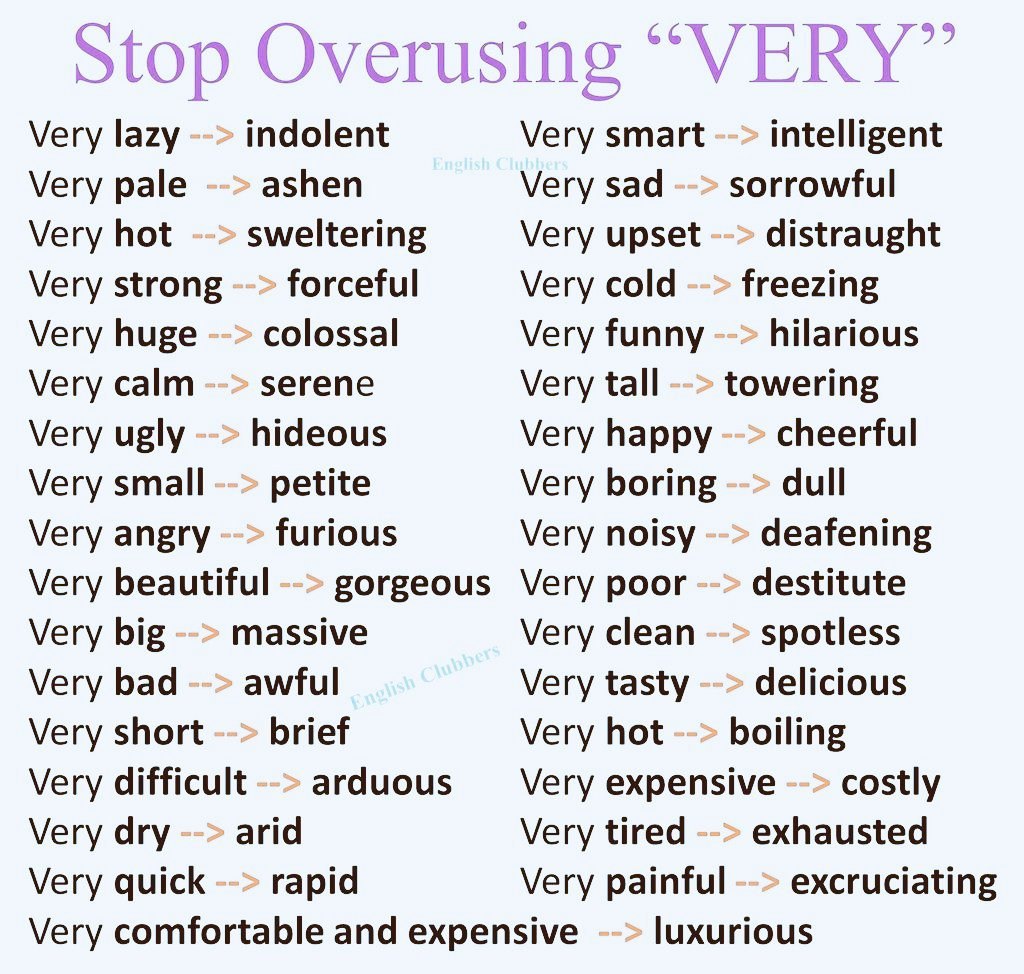 Stop Overusing “VERY”
Very lazy --> indolent
Very pale --> ashen
Very hot --> sweltering
Very strong --> forceful
Very huge --> colossal
Very calm --> serene
Very ugly --> hideous
Very small --> petite
Very angry --> furious
Very beautiful --> gorgeous
Very big --> massive
Very bad --> awful
Very short --> brief
Very difficult --> arduous
Very dry --> arid
Very quick --> rapid
English Clubbers
Very smart --> intelligent
Very sad --> sorrowful
Very upset --> distraught
Very cold --> freezing
Very funny --> hilarious
Very tall --> towering
Very happy --> cheerful
Very boring --> dull
Very noisy --> deafening
Very poor --> destitute
Very clean --> spotless
Very tasty --> delicious
Very hot --> boiling
Very expensive --> costly
Very tired --> exhausted
Very painful --> excruciating
English Clubbers
Very comfortable and expensive --> luxurious